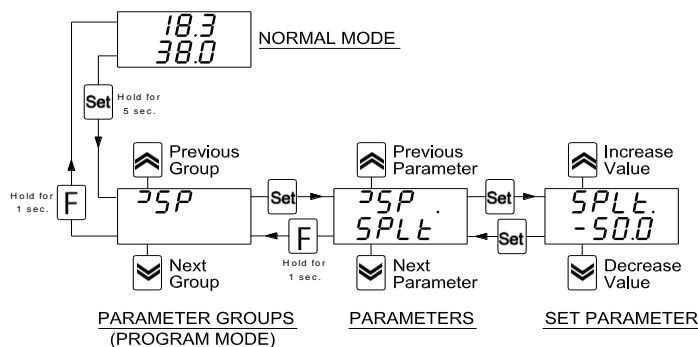 18.3
38.0
NORMAL MODE
Set
Hold for
5 sec.
Previous
Group
Previous
Parameter
Increase
Value
Hold for
1 sec.
F
SP
Set
SP .
SPLt
Set
SPLt.
-50.0
F
Set
Hold for
1 sec.
Next
Group
Next
Parameter
Decrease
Value
PARAMETER GROUPS
(PROGRAM MODE)
PARAMETERS
SET PARAMETER